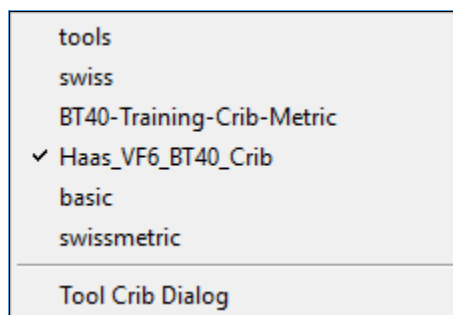 tools
swiss
BT40-Training-Crib-Metric
Haas_VF6_BT40_Crib
basic
swissmetric
Tool Crib Dialog